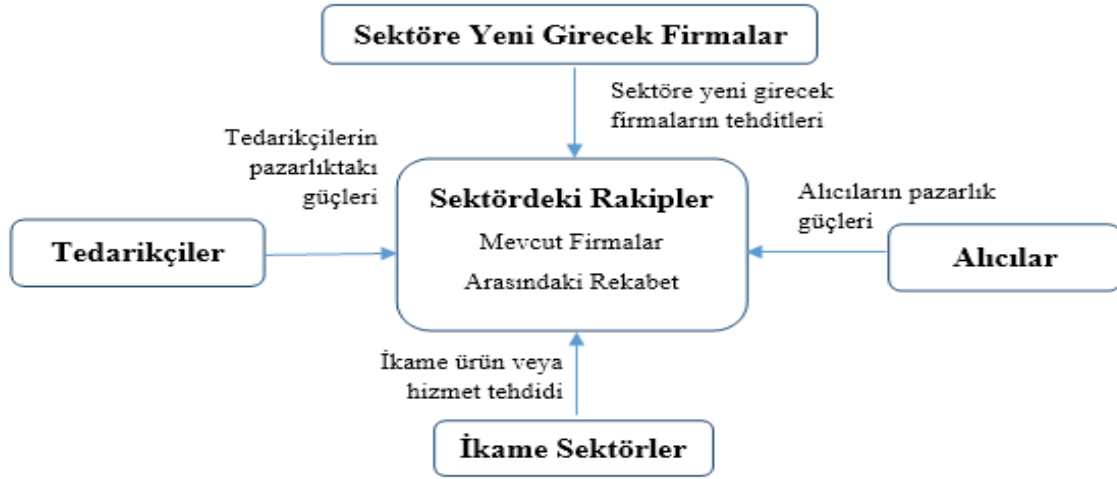 Sektöre Yeni Girecek Firmalar
Sektöre yeni girecek
firmaların tehditleri
Tedarikçilerin
pazarlıktakı
güçleri
Sektördeki Rakipler
Mevcut Firmalar
Arasındaki Rekabet
Alıcıların pazarlık
güçleri
Tedarikçiler
Alıcılar
İkame ürün veya
hizmet tehdidi
İkame Sektörler